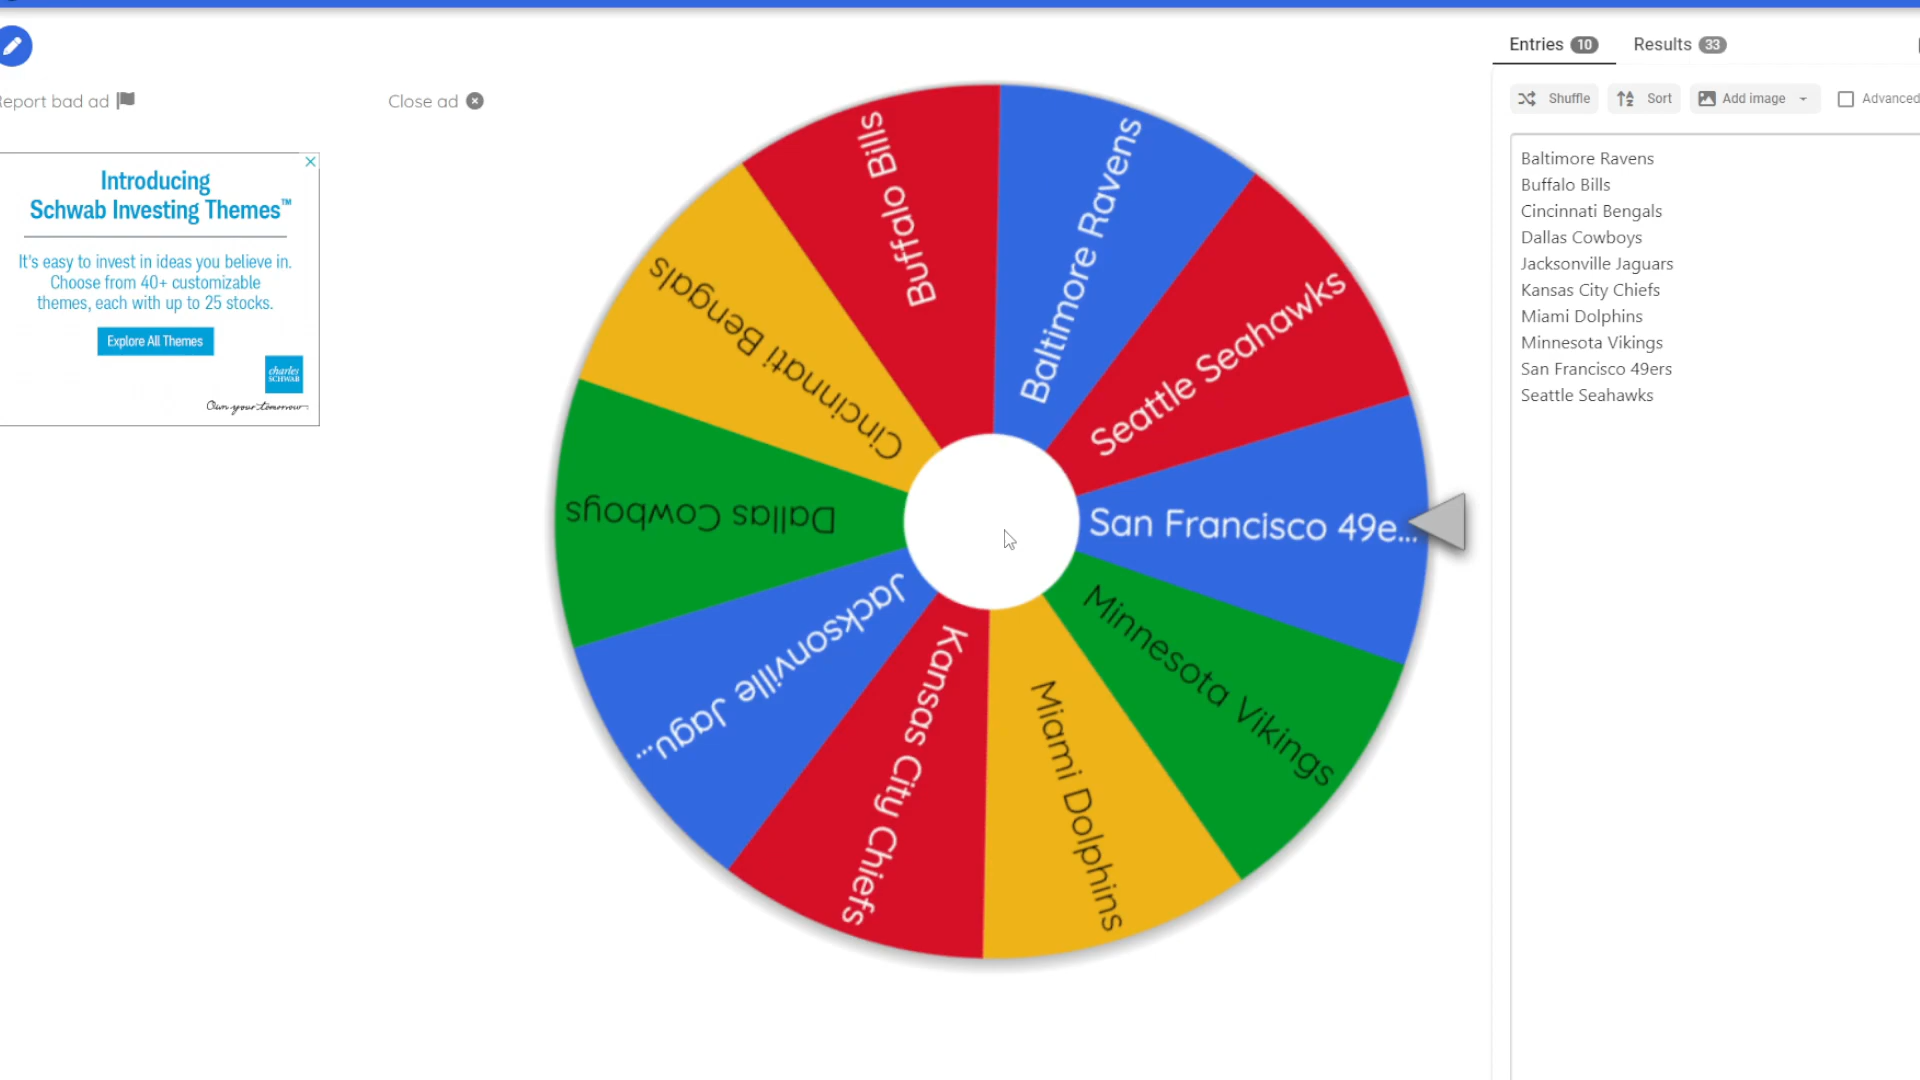 Entries 10
Results 33
Report bad ad
Close ad
Shuffle
Sort
Add image
Advanced
Introducing
Schwab Investing Themes™
It's easy to invest in ideas you believe in.
Choose from 40+ customizable
themes, each with up to 25 stocks.
Explore All Themes
charles
SCHWAB
Own your tomorrow
Buffalo Bills
Baltimore Ravens
Seattle Seahawks
San Francisco 49e...
Minnesota Vikings
Miami Dolphins
Kansas City Chiefs
Jacksonville Jagu...
Dallas Cowboys
Cincinnati Bengals
Baltimore Ravens
Buffalo Bills
Cincinnati Bengals
Dallas Cowboys
Jacksonville Jaguars
Kansas City Chiefs
Miami Dolphins
Minnesota Vikings
San Francisco 49ers
Seattle Seahawks